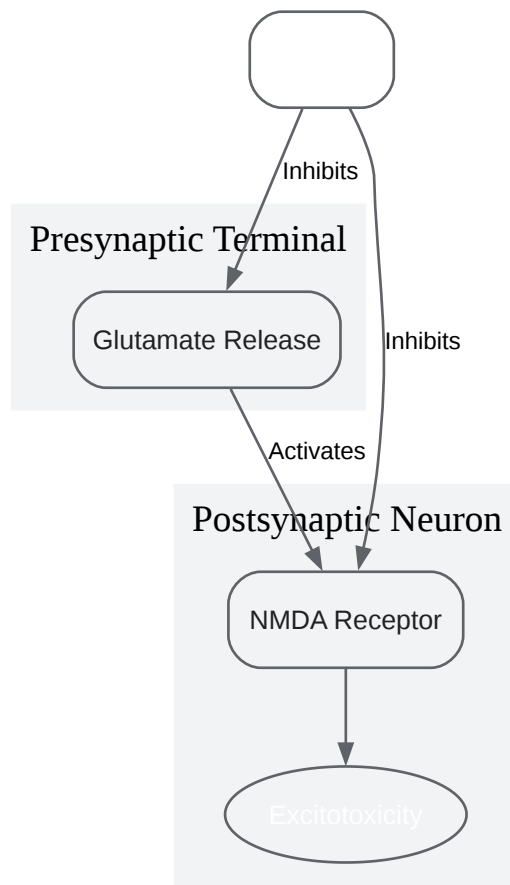 Inhibits
Presynaptic Terminal
Glutamate Release
Inhibits
Activates
Postsynaptic Neuron
NMDA Receptor
Excitotoxicity